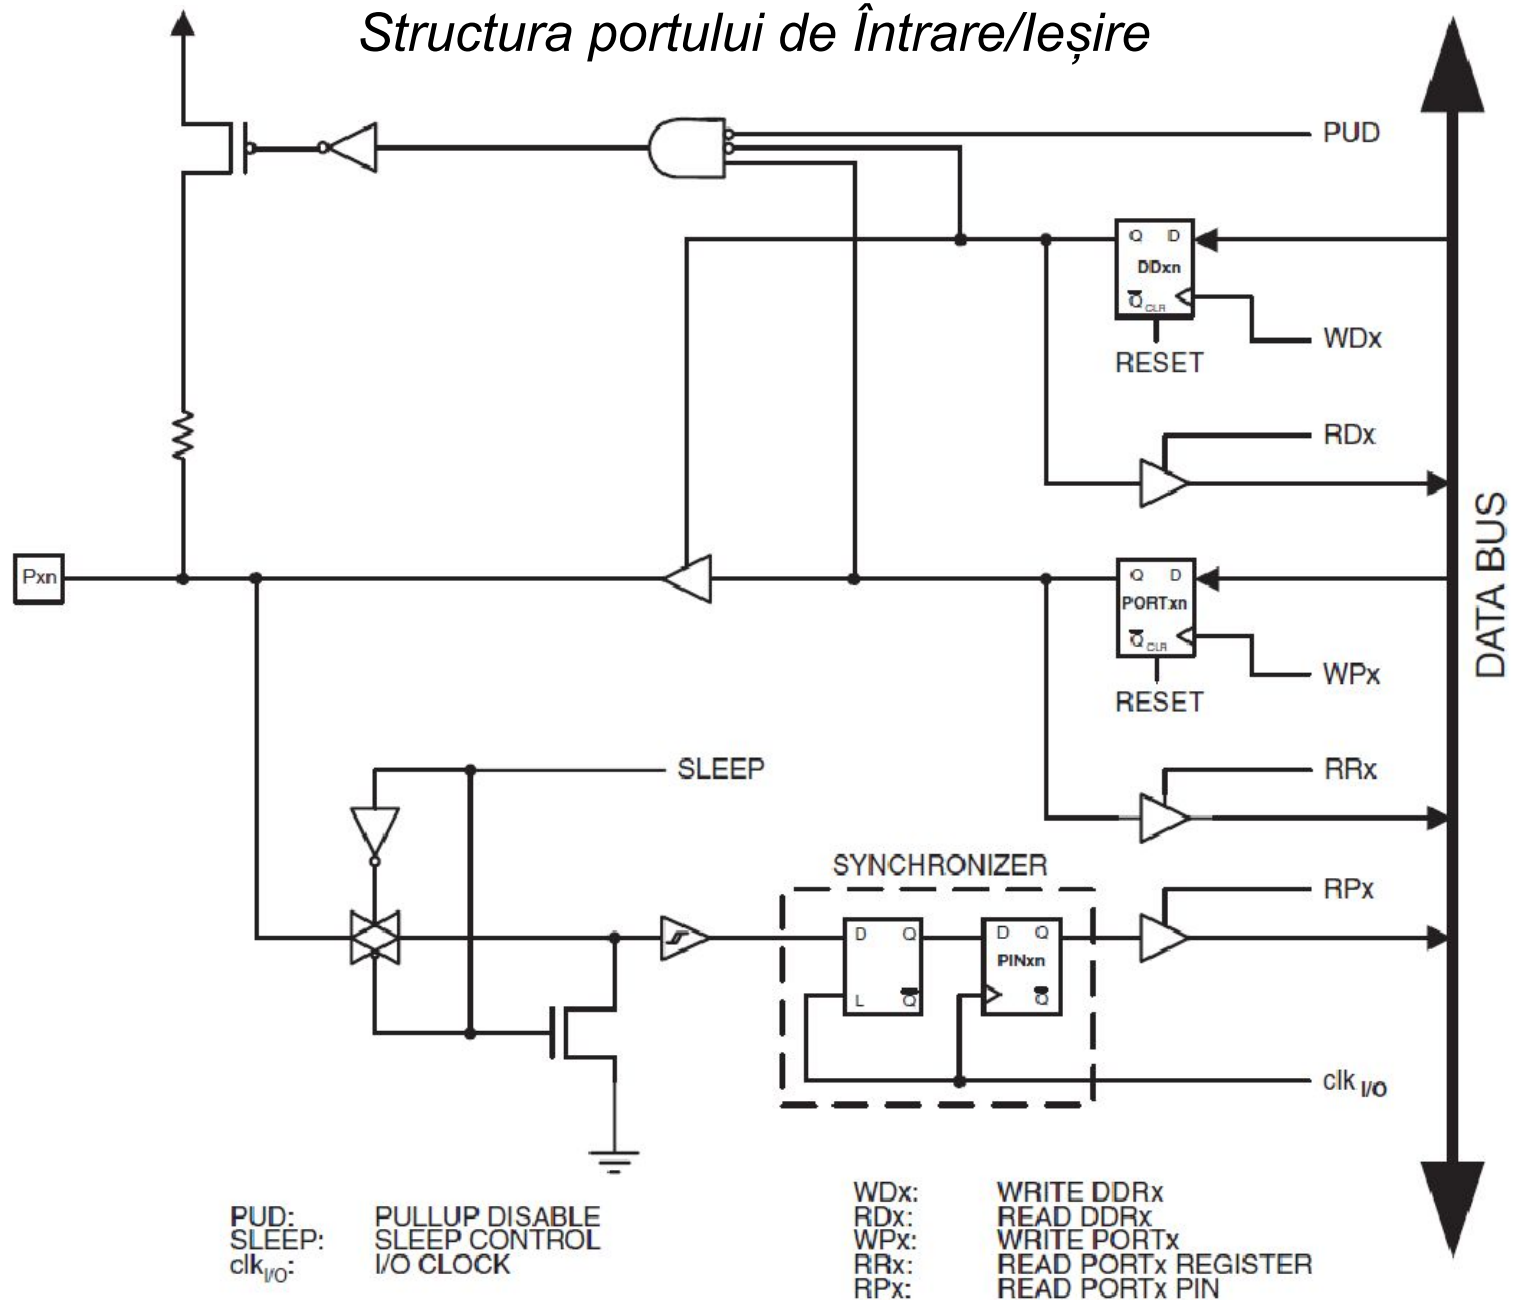 Structura portului de Întrare/Ieșire
PUD
Q D
DDxn
Q CLR
WDx
RESET
RDx
Pxn
Q D
PORTxn
Q CLR
WPx
RESET
DATA BUS
SLEEP
RRx
SYNCHRONIZER
RPx
D Q
L Q
D Q
PINxn
Q
clk I/O
PUD: PULLUP DISABLE
SLEEP: SLEEP CONTROL
clkI/O: I/O CLOCK
WDx: WRITE DDRx
RDx: READ DDRx
WPx: WRITE PORTx
RRx: READ PORTx REGISTER
RPx: READ PORTx PIN